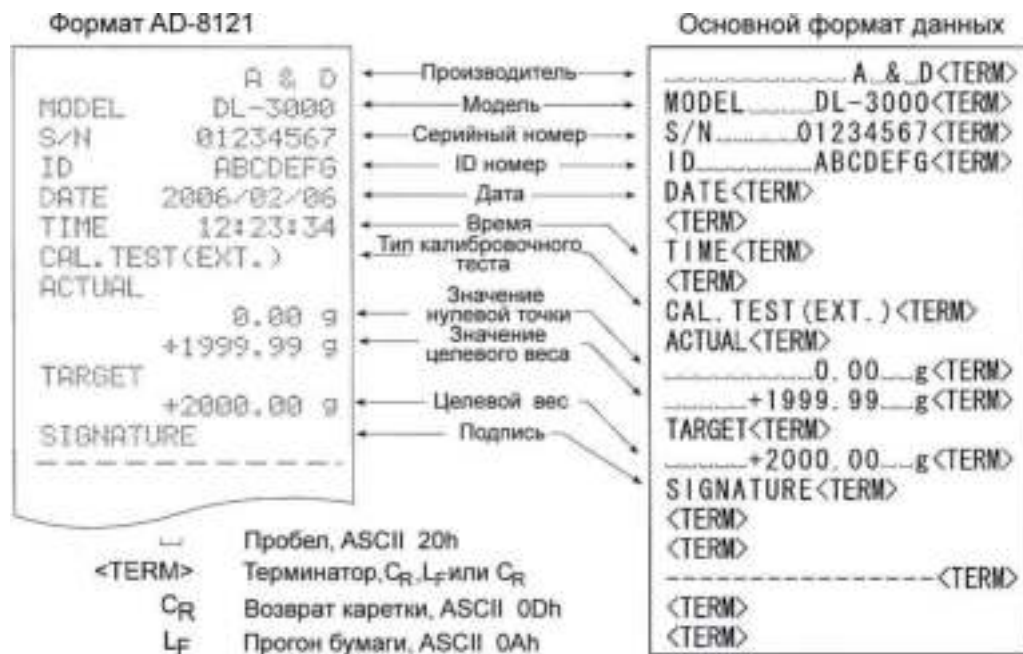 Формат AD-8121
A & D
MODEL DL-3000
S/N 01234567
ID ABCDEFG
DATE 2006/02/06
TIME 12:23:34
CAL.TEST(EXT.)
ACTUAL
0.00 g
+1999.99 g
TARGET
+2000.00 g
SIGNATURE
Производитель
Модель
Серийный номер
ID номер
Дата
Время
Тип калибровочного
теста
Значение
нулевой точки
Значение
целевого веса
Целевой вес
Подпись
Основной формат данных
␣␣␣␣␣␣␣␣␣␣␣A␣&␣D<TERM>
MODEL␣␣␣␣DL-3000<TERM>
S/N␣␣␣␣␣01234567<TERM>
ID␣␣␣␣␣␣␣ABCDEFG<TERM>
DATE<TERM>
<TERM>
TIME<TERM>
<TERM>
CAL.TEST(EXT.)<TERM>
ACTUAL<TERM>
␣␣␣␣␣␣␣␣␣0.00␣␣g<TERM>
␣␣␣␣␣+1999.99␣␣g<TERM>
TARGET<TERM>
␣␣␣␣␣+2000.00␣␣g<TERM>
SIGNATURE<TERM>
<TERM>
<TERM>
----------------<TERM>
<TERM>
<TERM>
␣ Пробел, ASCII 20h
<TERM> Терминатор,CR,LFили CR
CR Возврат каретки, ASCII 0Dh
LF Прогон бумаги, ASCII 0Ah